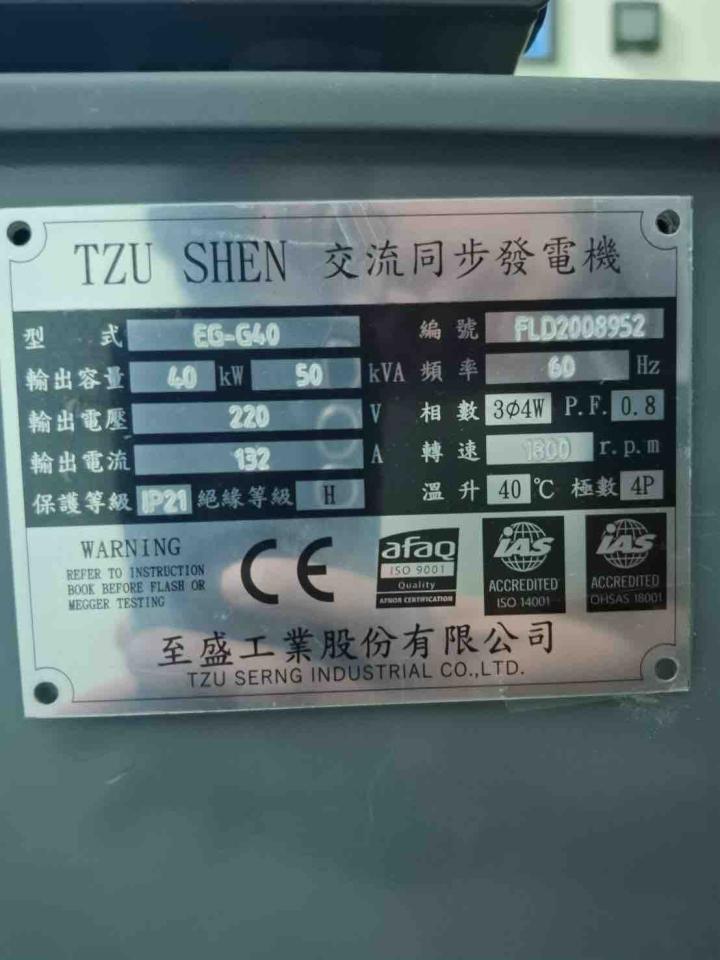 TZU SHEN 交流同步發電機
型 式 EG-G40 編 號 FLD2008952
輸出容量 40 kW 50 kVA 頻 率 60 Hz
輸出電壓 220 V 相 數 3Φ4W P.F. 0.8
輸出電流 132 A 轉 速 1800 r.p.m
保護等級 IP21 絕緣等級 H 溫 升 40 ℃ 極數 4P
WARNING
REFER TO INSTRUCTION
BOOK BEFORE FLASH OR
MEGGER TESTING
CE
afaq
ISO 9001
Quality
AFNOR CERTIFICATION
IAS
ACCREDITED
ISO 14001
IAS
ACCREDITED
OHSAS 18001
至盛工業股份有限公司
TZU SERNG INDUSTRIAL CO.,LTD.